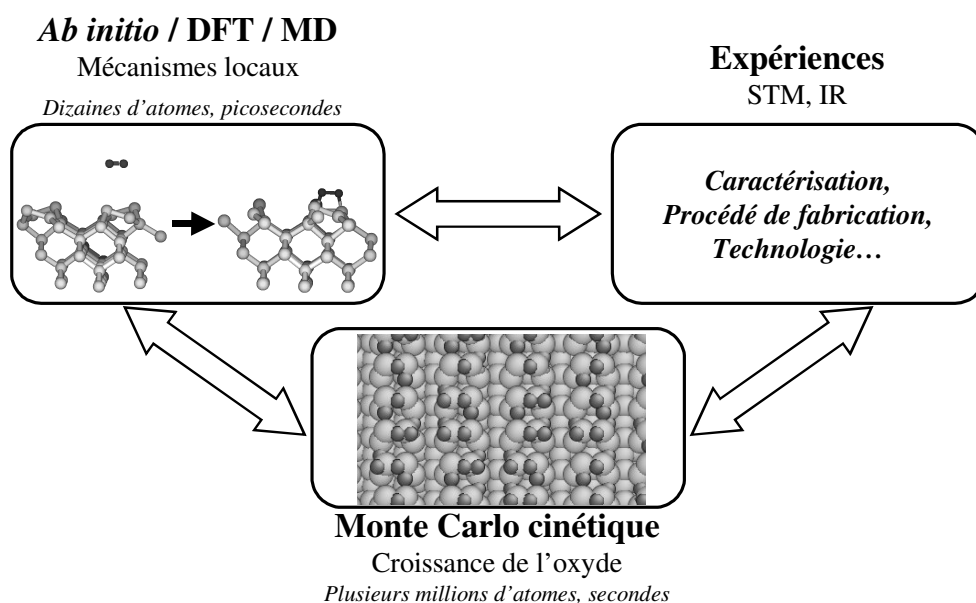 Ab initio / DFT / MD
Mécanismes locaux
Dizaines d’atomes, picosecondes
Expériences
STM, IR
Caractérisation,
Procédé de fabrication,
Technologie…
Monte Carlo cinétique
Croissance de l’oxyde
Plusieurs millions d’atomes, secondes